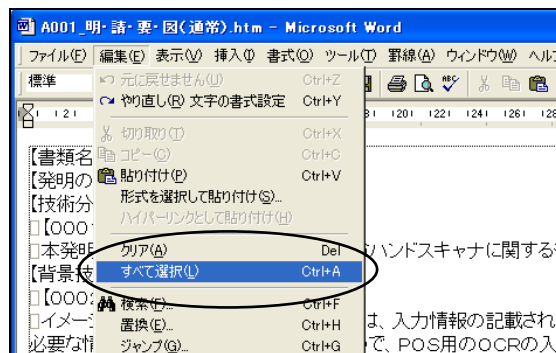 A001_明・請・要・図(通常).htm - Microsoft Word
ファイル(F) 編集(E) 表示(V) 挿入(I) 書式(O) ツール(T) 罫線(A) ウィンドウ(W) ヘル
標準
元に戻せません(U) Ctrl+Z
やり直し(R) 文字の書式設定 Ctrl+Y
切り取り(T) Ctrl+X
コピー(C) Ctrl+C
貼り付け(P) Ctrl+V
形式を選択して貼り付け(S)...
ハイパーリンクとして貼り付け(H)
クリア(A) Del
すべて選択(L) Ctrl+A
検索(F)... Ctrl+F
置換(E)... Ctrl+H
ジャンプ(G)... Ctrl+G
2 120 122 124 126 128
【書類名
【発明の
【技術分
【000
本発明 ハンドスキャナに関する
【背景技
【0002
イメー は、入力情報の記載され
必要な情 で、POS用のOCRの入